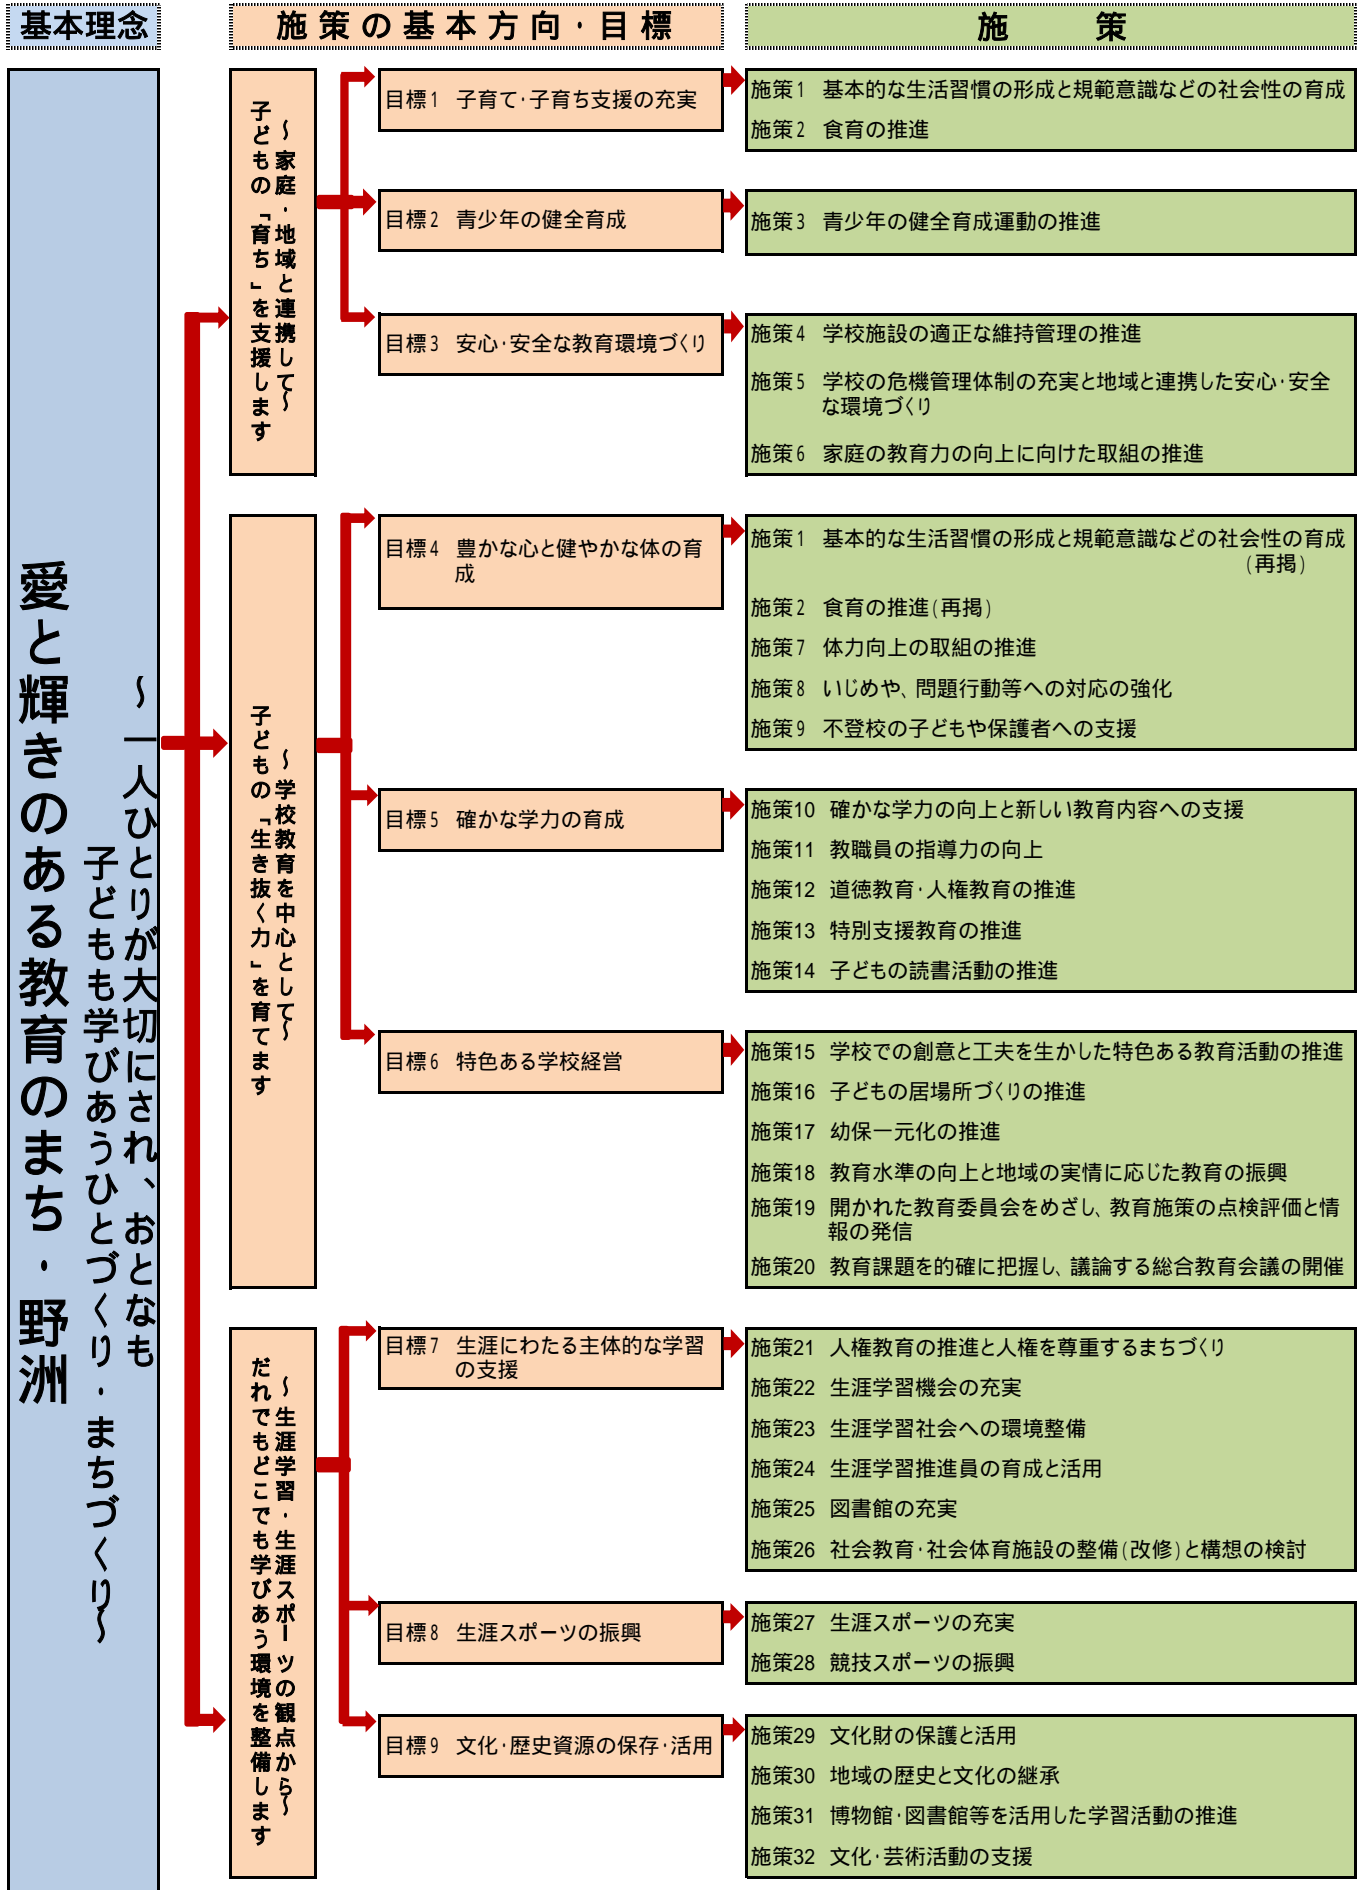 基本理念
施策の基本方向・目標
施　策
愛と輝きのある教育のまち・野洲
～一人ひとりが大切にされ、おとなも
子どもも学びあうひとづくり・まちづくり～
子どもの「育ち」を支援します
～家庭・地域と連携して～
目標1 子育て・子育ち支援の充実
施策1 基本的な生活習慣の形成と規範意識などの社会性の育成
施策2 食育の推進
目標2 青少年の健全育成
施策3 青少年の健全育成運動の推進
目標3 安心・安全な教育環境づくり
施策4 学校施設の適正な維持管理の推進
施策5 学校の危機管理体制の充実と地域と連携した安心・安全
な環境づくり
施策6 家庭の教育力の向上に向けた取組の推進
子どもの「生き抜く力」を育てます
～学校教育を中心として～
目標4 豊かな心と健やかな体の育
成
施策1 基本的な生活習慣の形成と規範意識などの社会性の育成
(再掲)
施策2 食育の推進(再掲)
施策7 体力向上の取組の推進
施策8 いじめや、問題行動等への対応の強化
施策9 不登校の子どもや保護者への支援
目標5 確かな学力の育成
施策10 確かな学力の向上と新しい教育内容への支援
施策11 教職員の指導力の向上
施策12 道徳教育・人権教育の推進
施策13 特別支援教育の推進
施策14 子どもの読書活動の推進
目標6 特色ある学校経営
施策15 学校での創意と工夫を生かした特色ある教育活動の推進
施策16 子どもの居場所づくりの推進
施策17 幼保一元化の推進
施策18 教育水準の向上と地域の実情に応じた教育の振興
施策19 開かれた教育委員会をめざし、教育施策の点検評価と情
報の発信
施策20 教育課題を的確に把握し、議論する総合教育会議の開催
だれでもどこでも学びあう環境を整備します
～生涯学習・生涯スポーツの観点から～
目標7 生涯にわたる主体的な学習
の支援
施策21 人権教育の推進と人権を尊重するまちづくり
施策22 生涯学習機会の充実
施策23 生涯学習社会への環境整備
施策24 生涯学習推進員の育成と活用
施策25 図書館の充実
施策26 社会教育・社会体育施設の整備(改修)と構想の検討
目標8 生涯スポーツの振興
施策27 生涯スポーツの充実
施策28 競技スポーツの振興
目標9 文化・歴史資源の保存・活用
施策29 文化財の保護と活用
施策30 地域の歴史と文化の継承
施策31 博物館・図書館等を活用した学習活動の推進
施策32 文化・芸術活動の支援